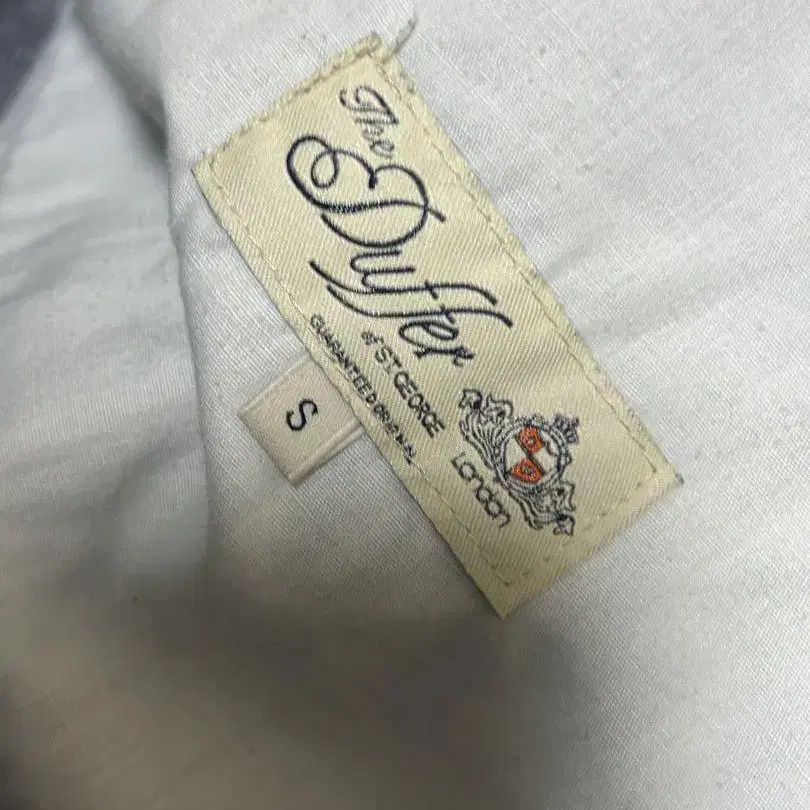 The
Duffer
of ST.GEORGE
GUARANTEED ORIGINAL
London
S